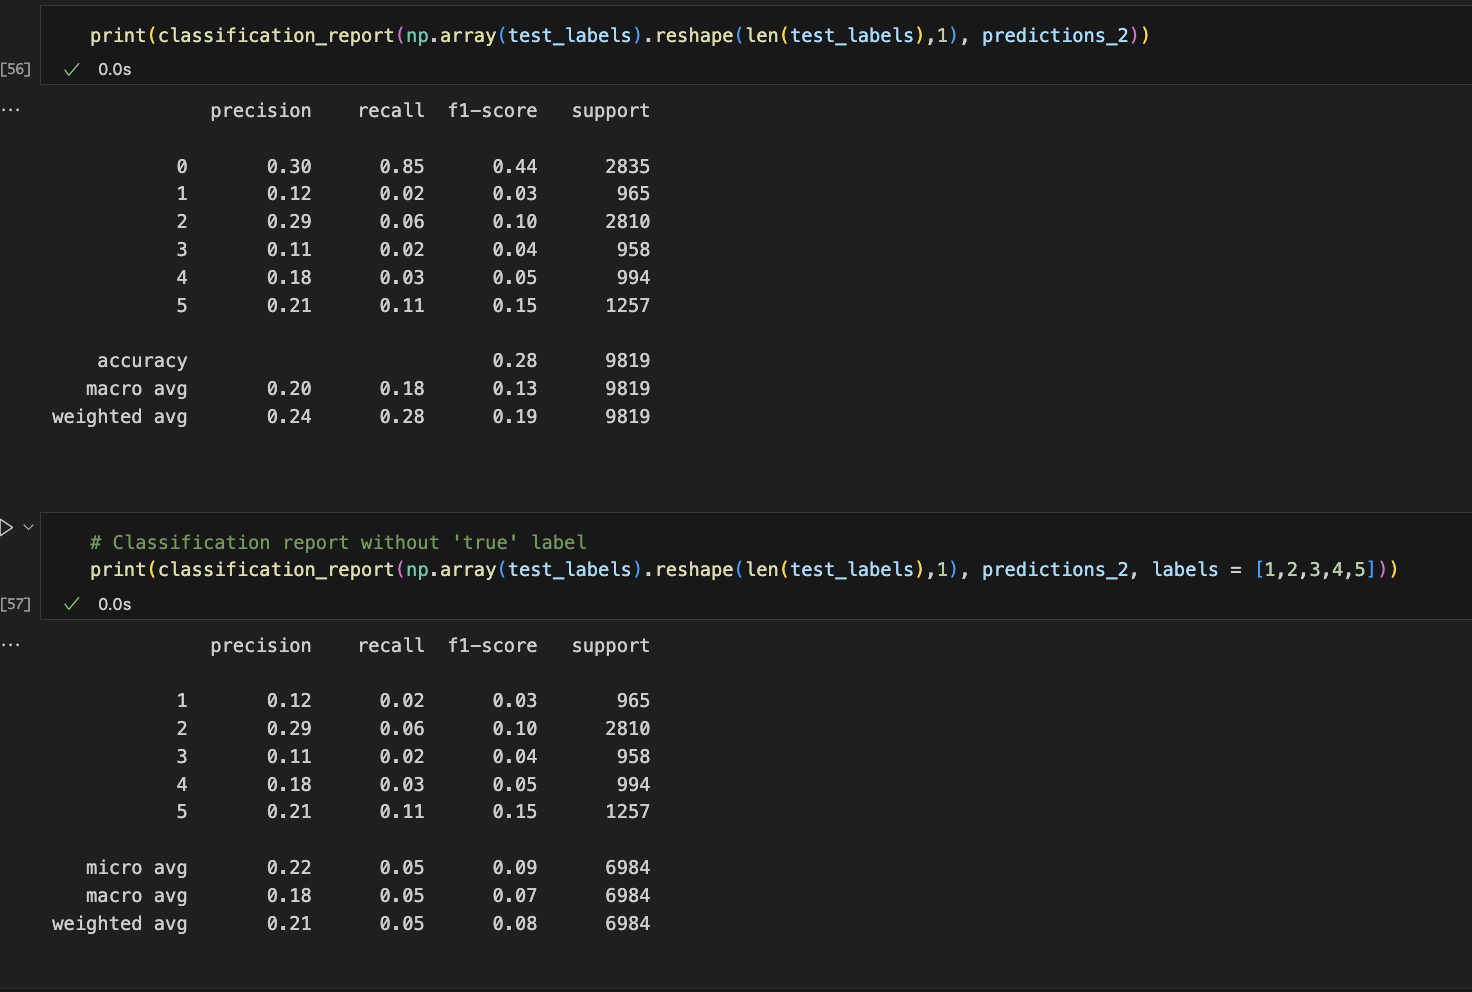 print(classification_report(np.array(test_labels).reshape(len(test_labels),1), predictions_2))
[56] 0.0s
...
precision recall f1-score support
0 0.30 0.85 0.44 2835
1 0.12 0.02 0.03 965
2 0.29 0.06 0.10 2810
3 0.11 0.02 0.04 958
4 0.18 0.03 0.05 994
5 0.21 0.11 0.15 1257
accuracy 0.28 9819
macro avg 0.20 0.18 0.13 9819
weighted avg 0.24 0.28 0.19 9819
# Classification report without 'true' label
print(classification_report(np.array(test_labels).reshape(len(test_labels),1), predictions_2, labels = [1,2,3,4,5]))
[57] 0.0s
...
precision recall f1-score support
1 0.12 0.02 0.03 965
2 0.29 0.06 0.10 2810
3 0.11 0.02 0.04 958
4 0.18 0.03 0.05 994
5 0.21 0.11 0.15 1257
micro avg 0.22 0.05 0.09 6984
macro avg 0.18 0.05 0.07 6984
weighted avg 0.21 0.05 0.08 6984